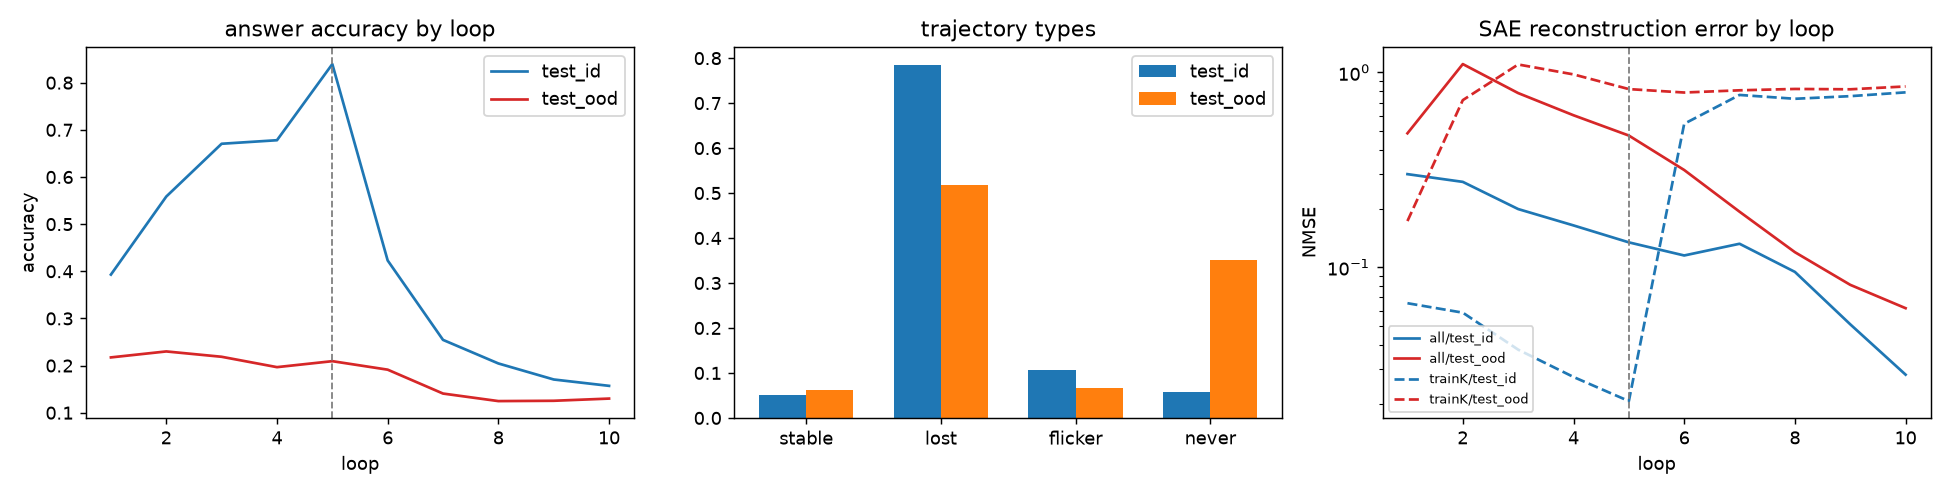 answer accuracy by loop
accuracy
0.8
0.7
0.6
0.5
0.4
0.3
0.2
0.1
2
4
6
8
10
loop
test_id
test_ood
trajectory types
0.8
0.7
0.6
0.5
0.4
0.3
0.2
0.1
0.0
stable
lost
flicker
never
test_id
test_ood
SAE reconstruction error by loop
NMSE
10⁰
10⁻¹
2
4
6
8
10
loop
all/test_id
all/test_ood
trainK/test_id
trainK/test_ood